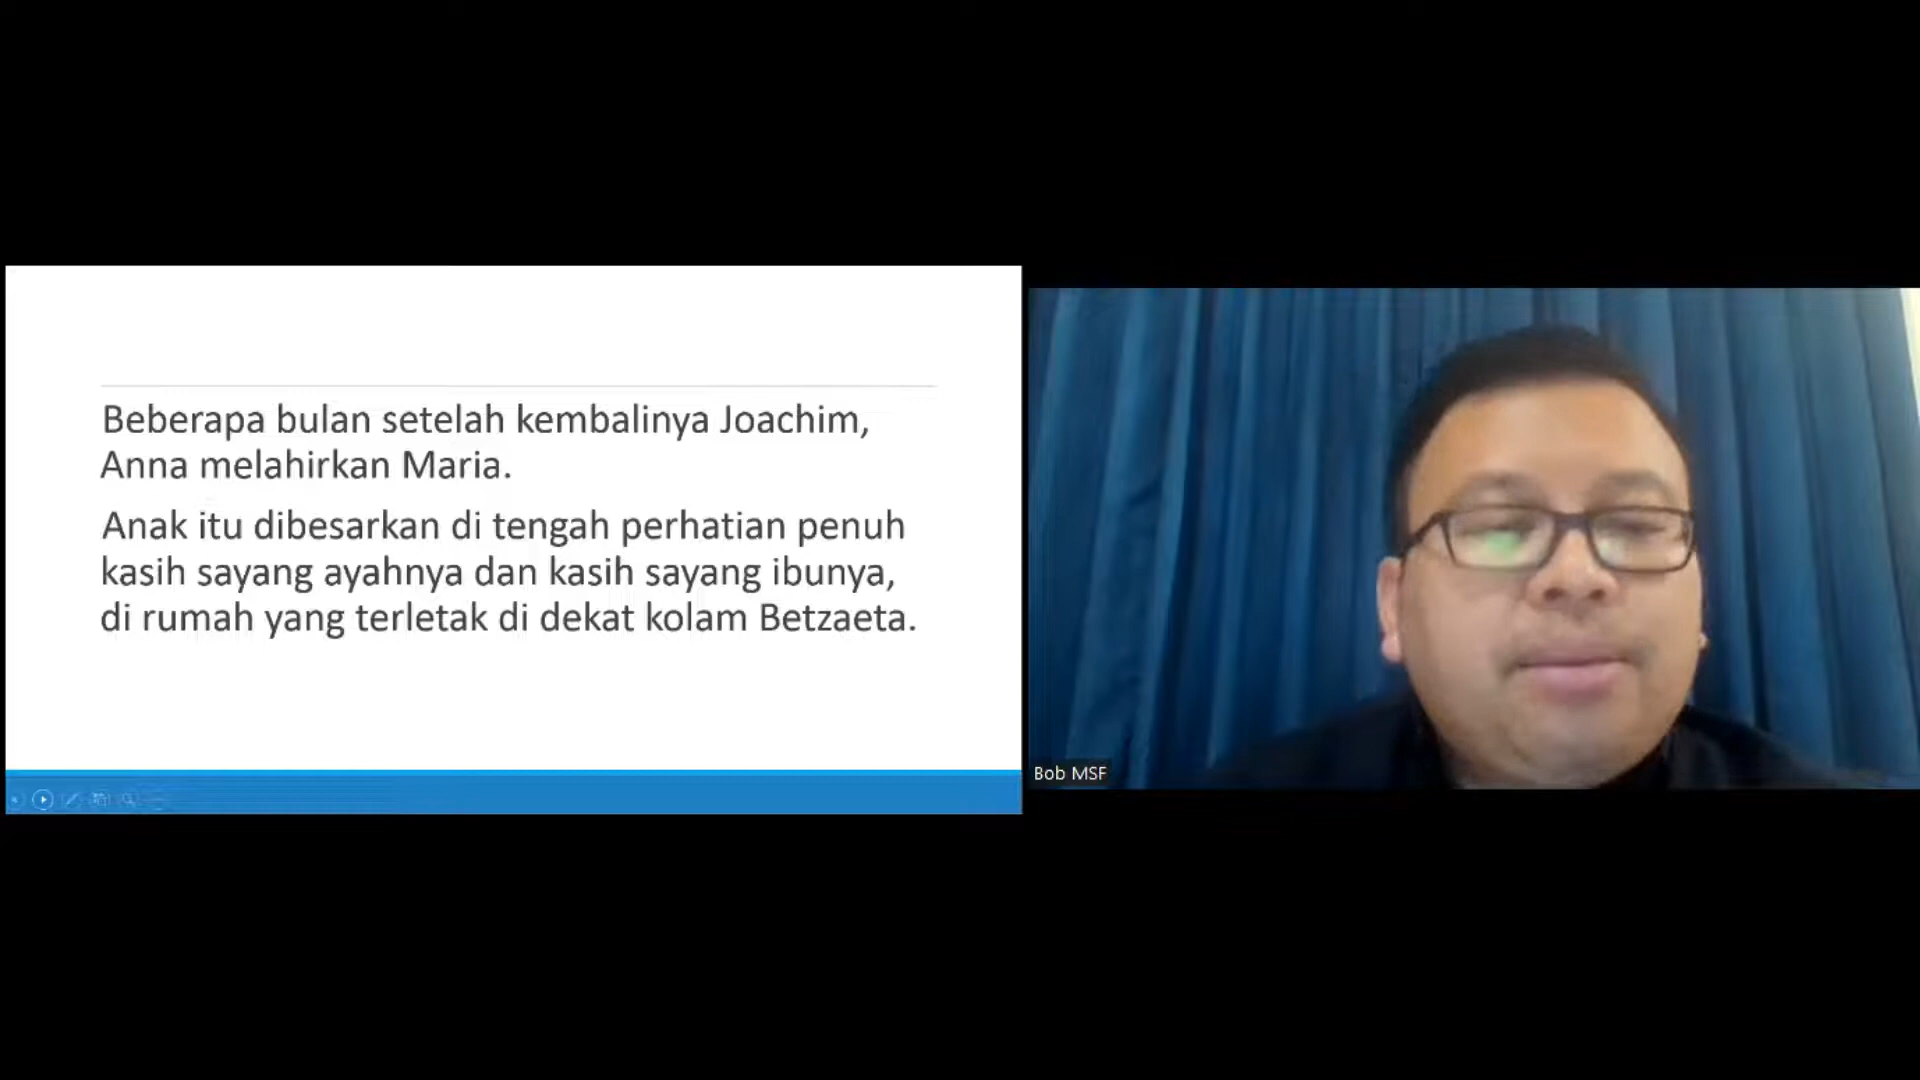 Beberapa bulan setelah kembalinya Joachim,
Anna melahirkan Maria.
Anak itu dibesarkan di tengah perhatian penuh
kasih sayang ayahnya dan kasih sayang ibunya,
di rumah yang terletak di dekat kolam Betzaeta.
Bob MSF